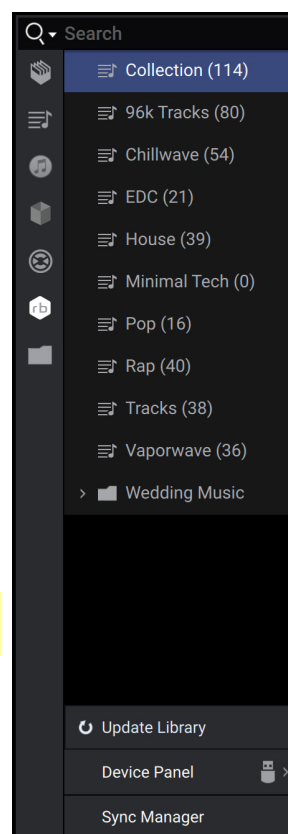 Search
Collection (114)
96k Tracks (80)
Chillwave (54)
EDC (21)
House (39)
Minimal Tech (0)
rb
Pop (16)
Rap (40)
Tracks (38)
Vaporwave (36)
Wedding Music
Update Library
Device Panel
Sync Manager